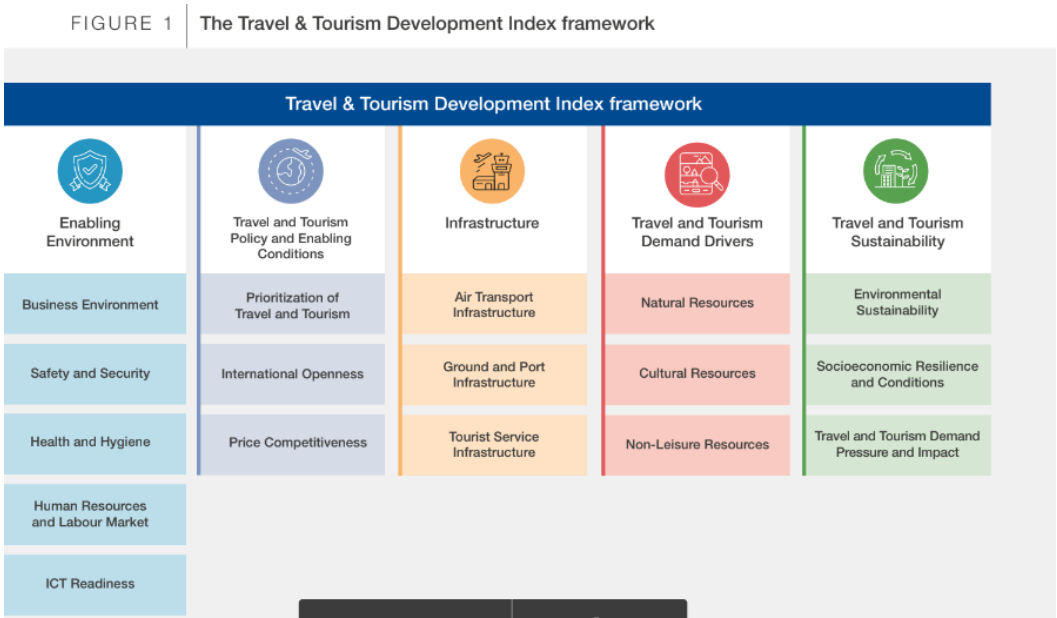 FIGURE 1
The Travel & Tourism Development Index framework
Travel & Tourism Development Index framework
Enabling
Environment
Business Environment
Safety and Security
Health and Hygiene
Human Resources
and Labour Market
ICT Readiness
Travel and Tourism
Policy and Enabling
Conditions
Prioritization of
Travel and Tourism
International Openness
Price Competitiveness
Infrastructure
Air Transport
Infrastructure
Ground and Port
Infrastructure
Tourist Service
Infrastructure
Travel and Tourism
Demand Drivers
Natural Resources
Cultural Resources
Non-Leisure Resources
Travel and Tourism
Sustainability
Environmental
Sustainability
Socioeconomic Resilience
and Conditions
Travel and Tourism Demand
Pressure and Impact